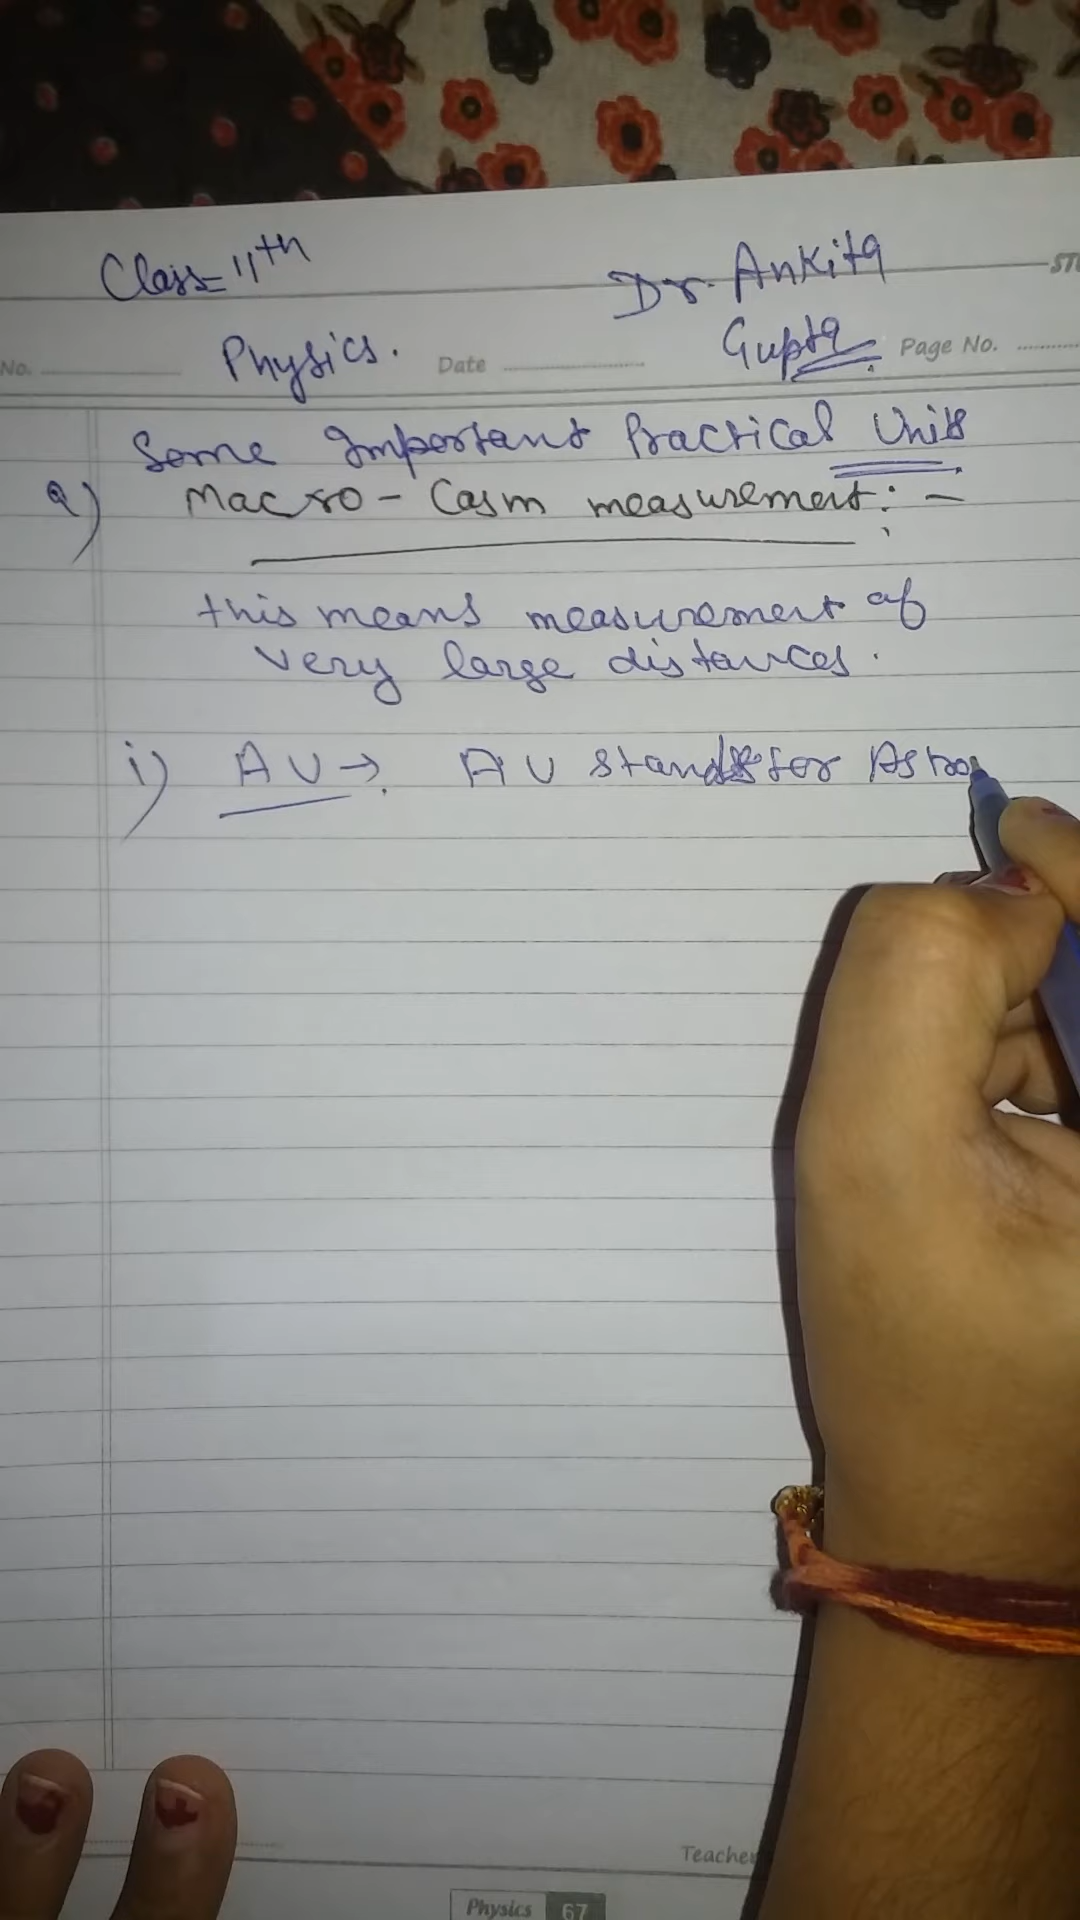 Class= 11th
Dr. Ankita
Gupta
Physics.
No.
Date
Page No.
Some Important Practical Units
a) Macro - Cosm measurement: -
this means measurement of
very large distances.
i) AU → AU stands for Astro
Teacher
Physics 67